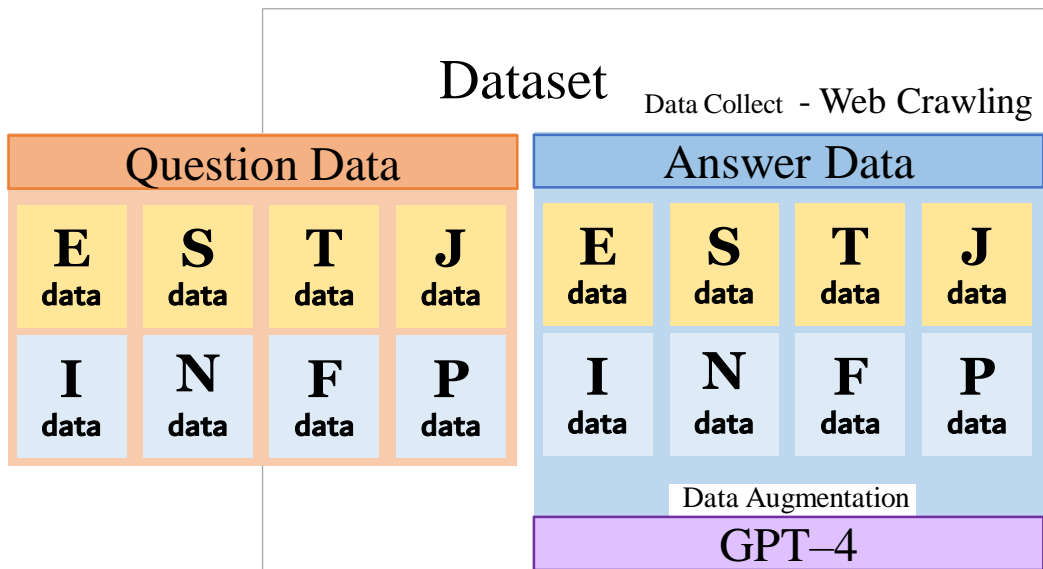 Dataset
Data Collect - Web Crawling
Question Data
E S T J
data data data data
I N F P
data data data data
Answer Data
E S T J
data data data data
I N F P
data data data data
Data Augmentation
GPT–4